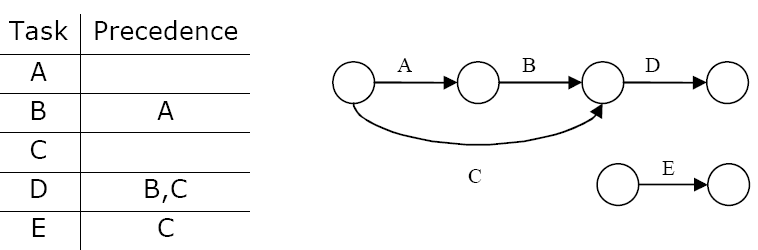 Task Precedence
A
B A
C
D B,C
E C
A B D
C
E